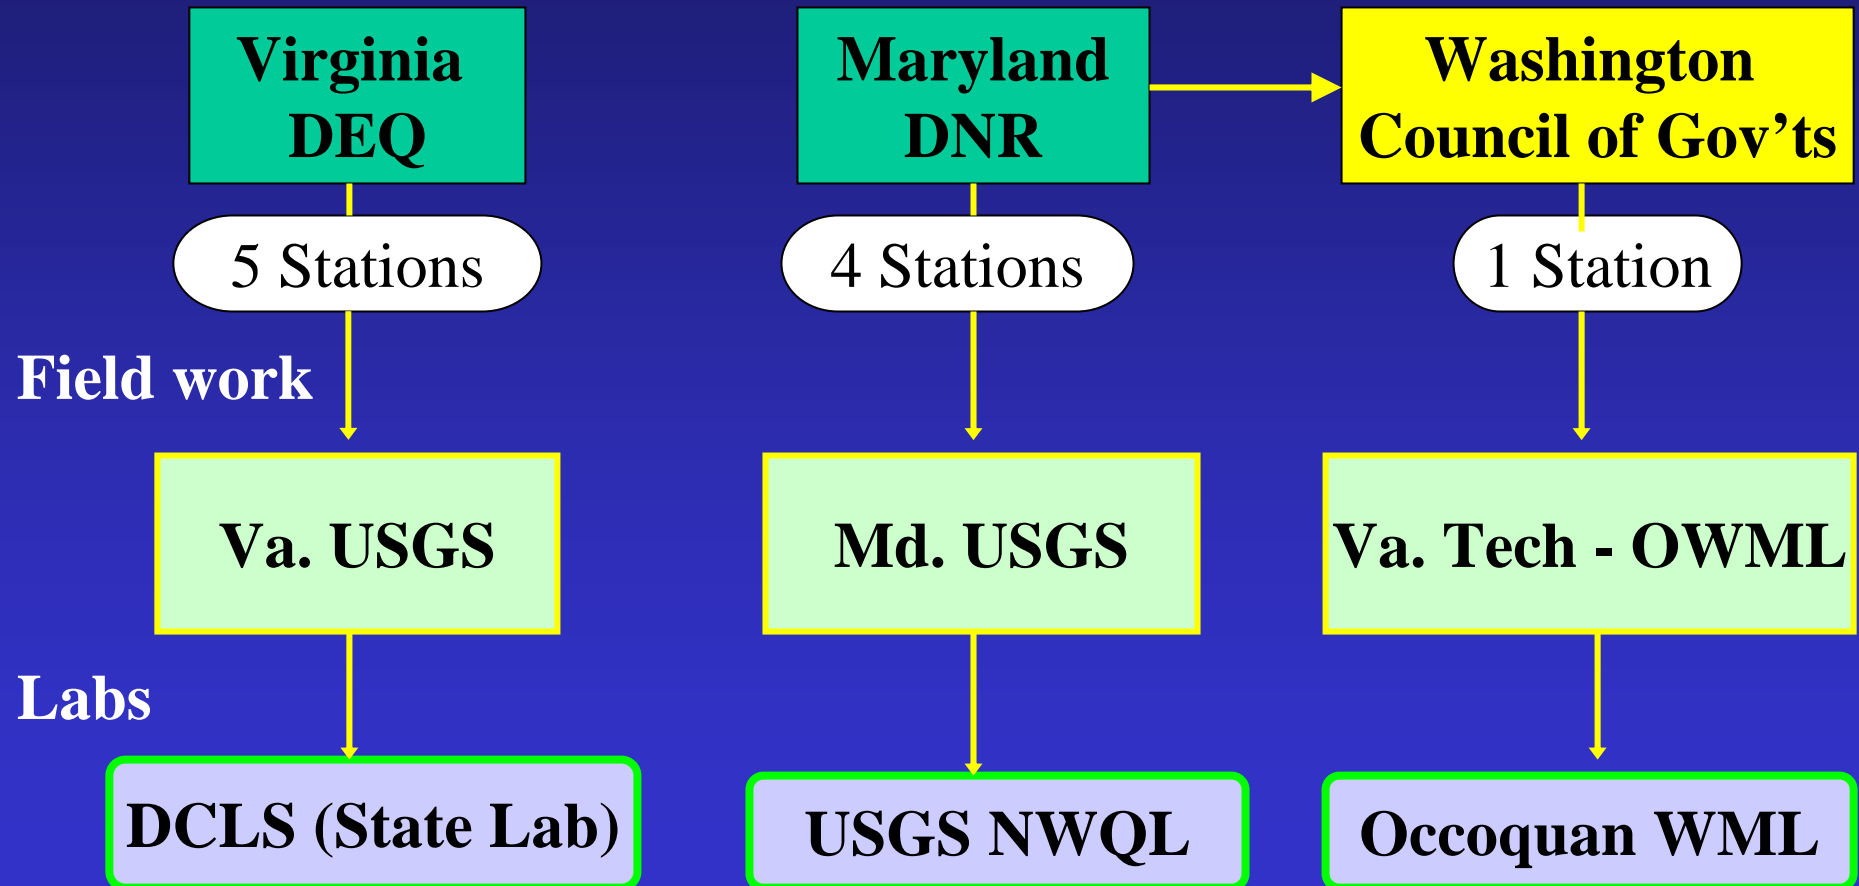 Virginia
DEQ
Maryland
DNR
Washington
Council of Gov’ts
5 Stations
4 Stations
1 Station
Field work
Va. USGS
Md. USGS
Va. Tech - OWML
Labs
DCLS (State Lab)
USGS NWQL
Occoquan WML